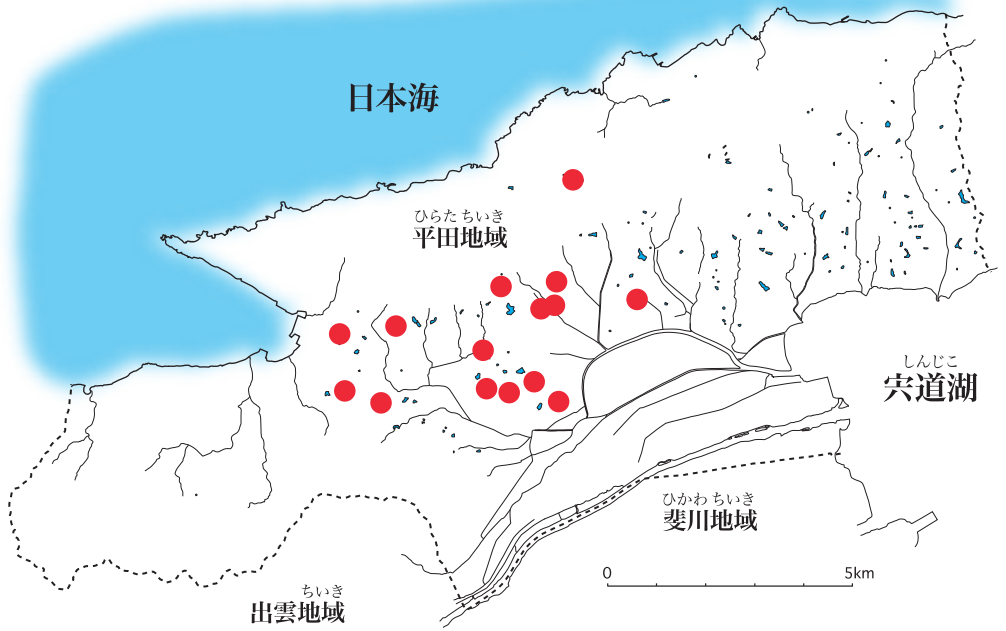 日本海
ひらた ちいき
平田地域
しんじこ
宍道湖
ひかわ ちいき
斐川地域
0 5km
ちいき
出雲地域